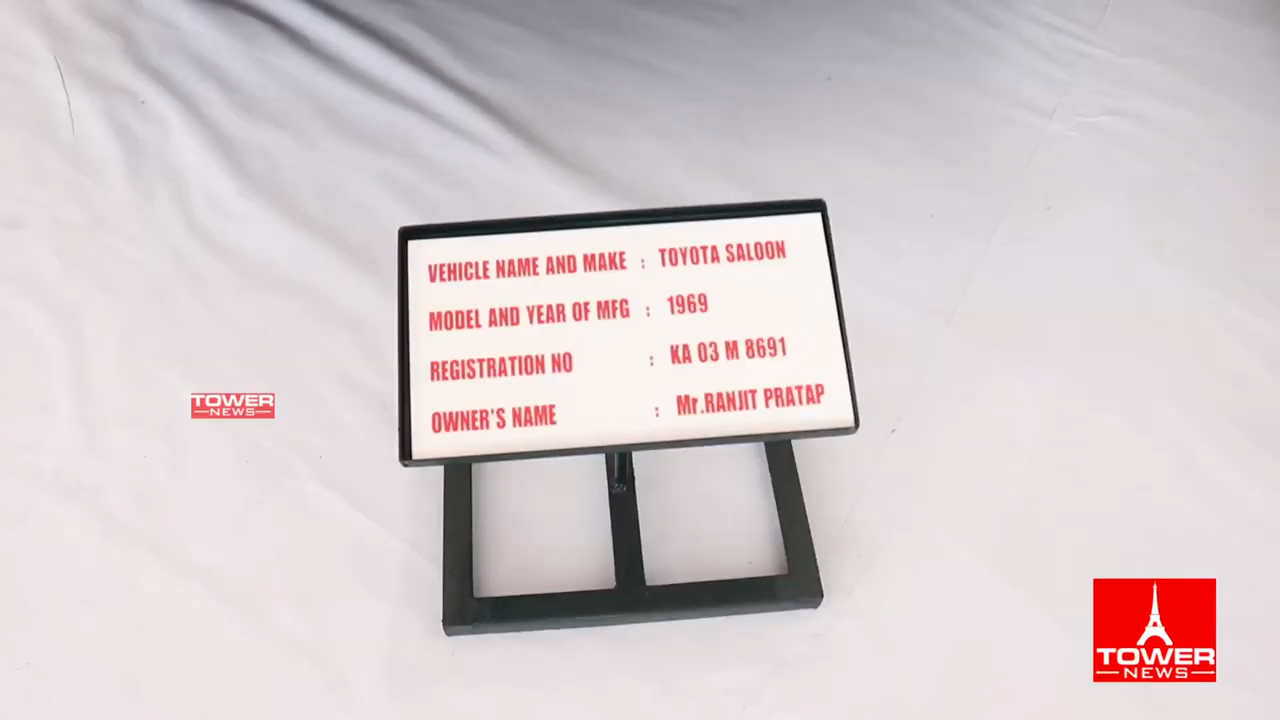 VEHICLE NAME AND MAKE : TOYOTA SALOON
MODEL AND YEAR OF MFG : 1969
REGISTRATION NO : KA 03 M 8691
OWNER'S NAME : Mr.RANJIT PRATAP
TOWER
NEWS
TOWER
NEWS